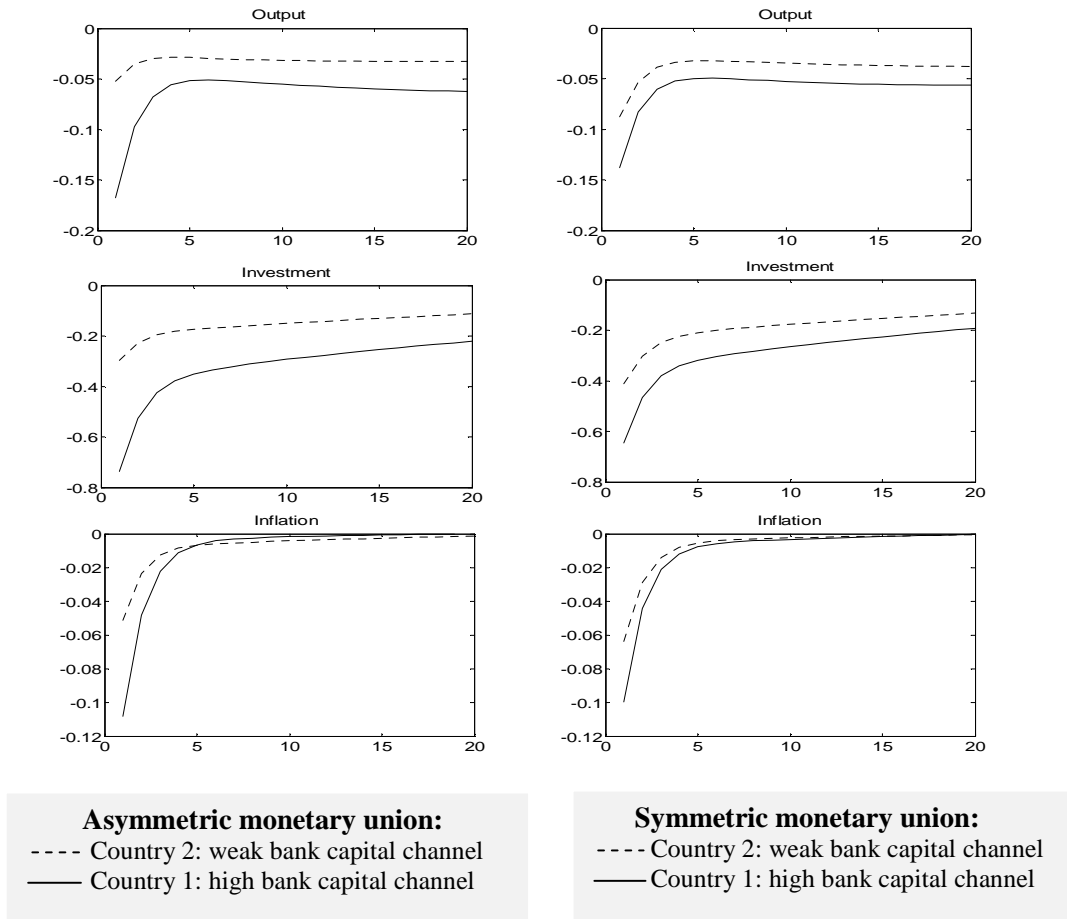 Output
0
-0.05
-0.1
-0.15
-0.2
0 5 10 15 20
Output
0
-0.05
-0.1
-0.15
-0.2
0 5 10 15 20
Investment
0
-0.2
-0.4
-0.6
-0.8
0 5 10 15 20
Investment
0
-0.2
-0.4
-0.6
-0.8
0 5 10 15 20
Inflation
0
-0.02
-0.04
-0.06
-0.08
-0.1
-0.12
0 5 10 15 20
Inflation
0
-0.02
-0.04
-0.06
-0.08
-0.1
-0.12
0 5 10 15 20
Asymmetric monetary union:
Country 2: weak bank capital channel
Country 1: high bank capital channel
Symmetric monetary union:
Country 2: weak bank capital channel
Country 1: high bank capital channel